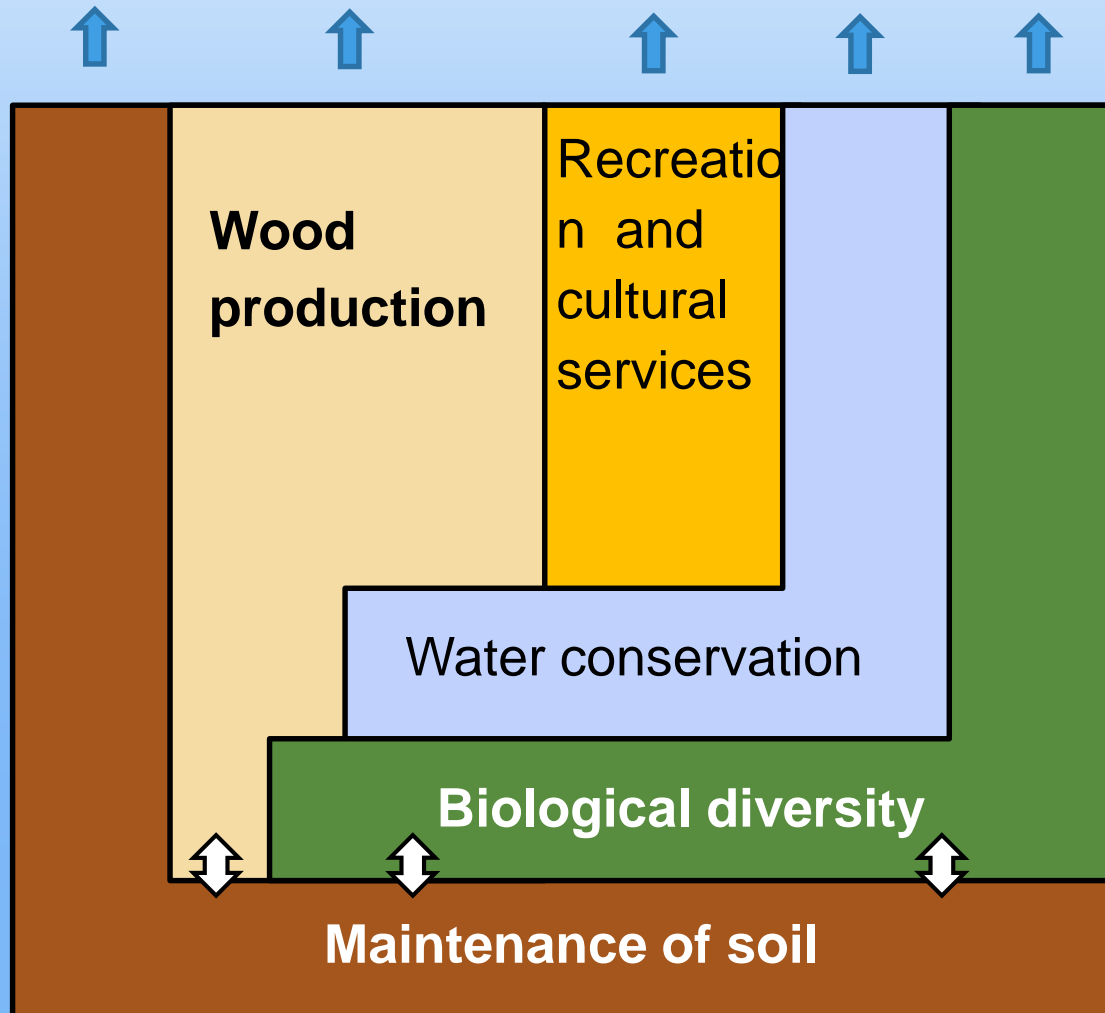 Wood
production
Recreatio
n and
cultural
services
Water conservation
Biological diversity
Maintenance of soil